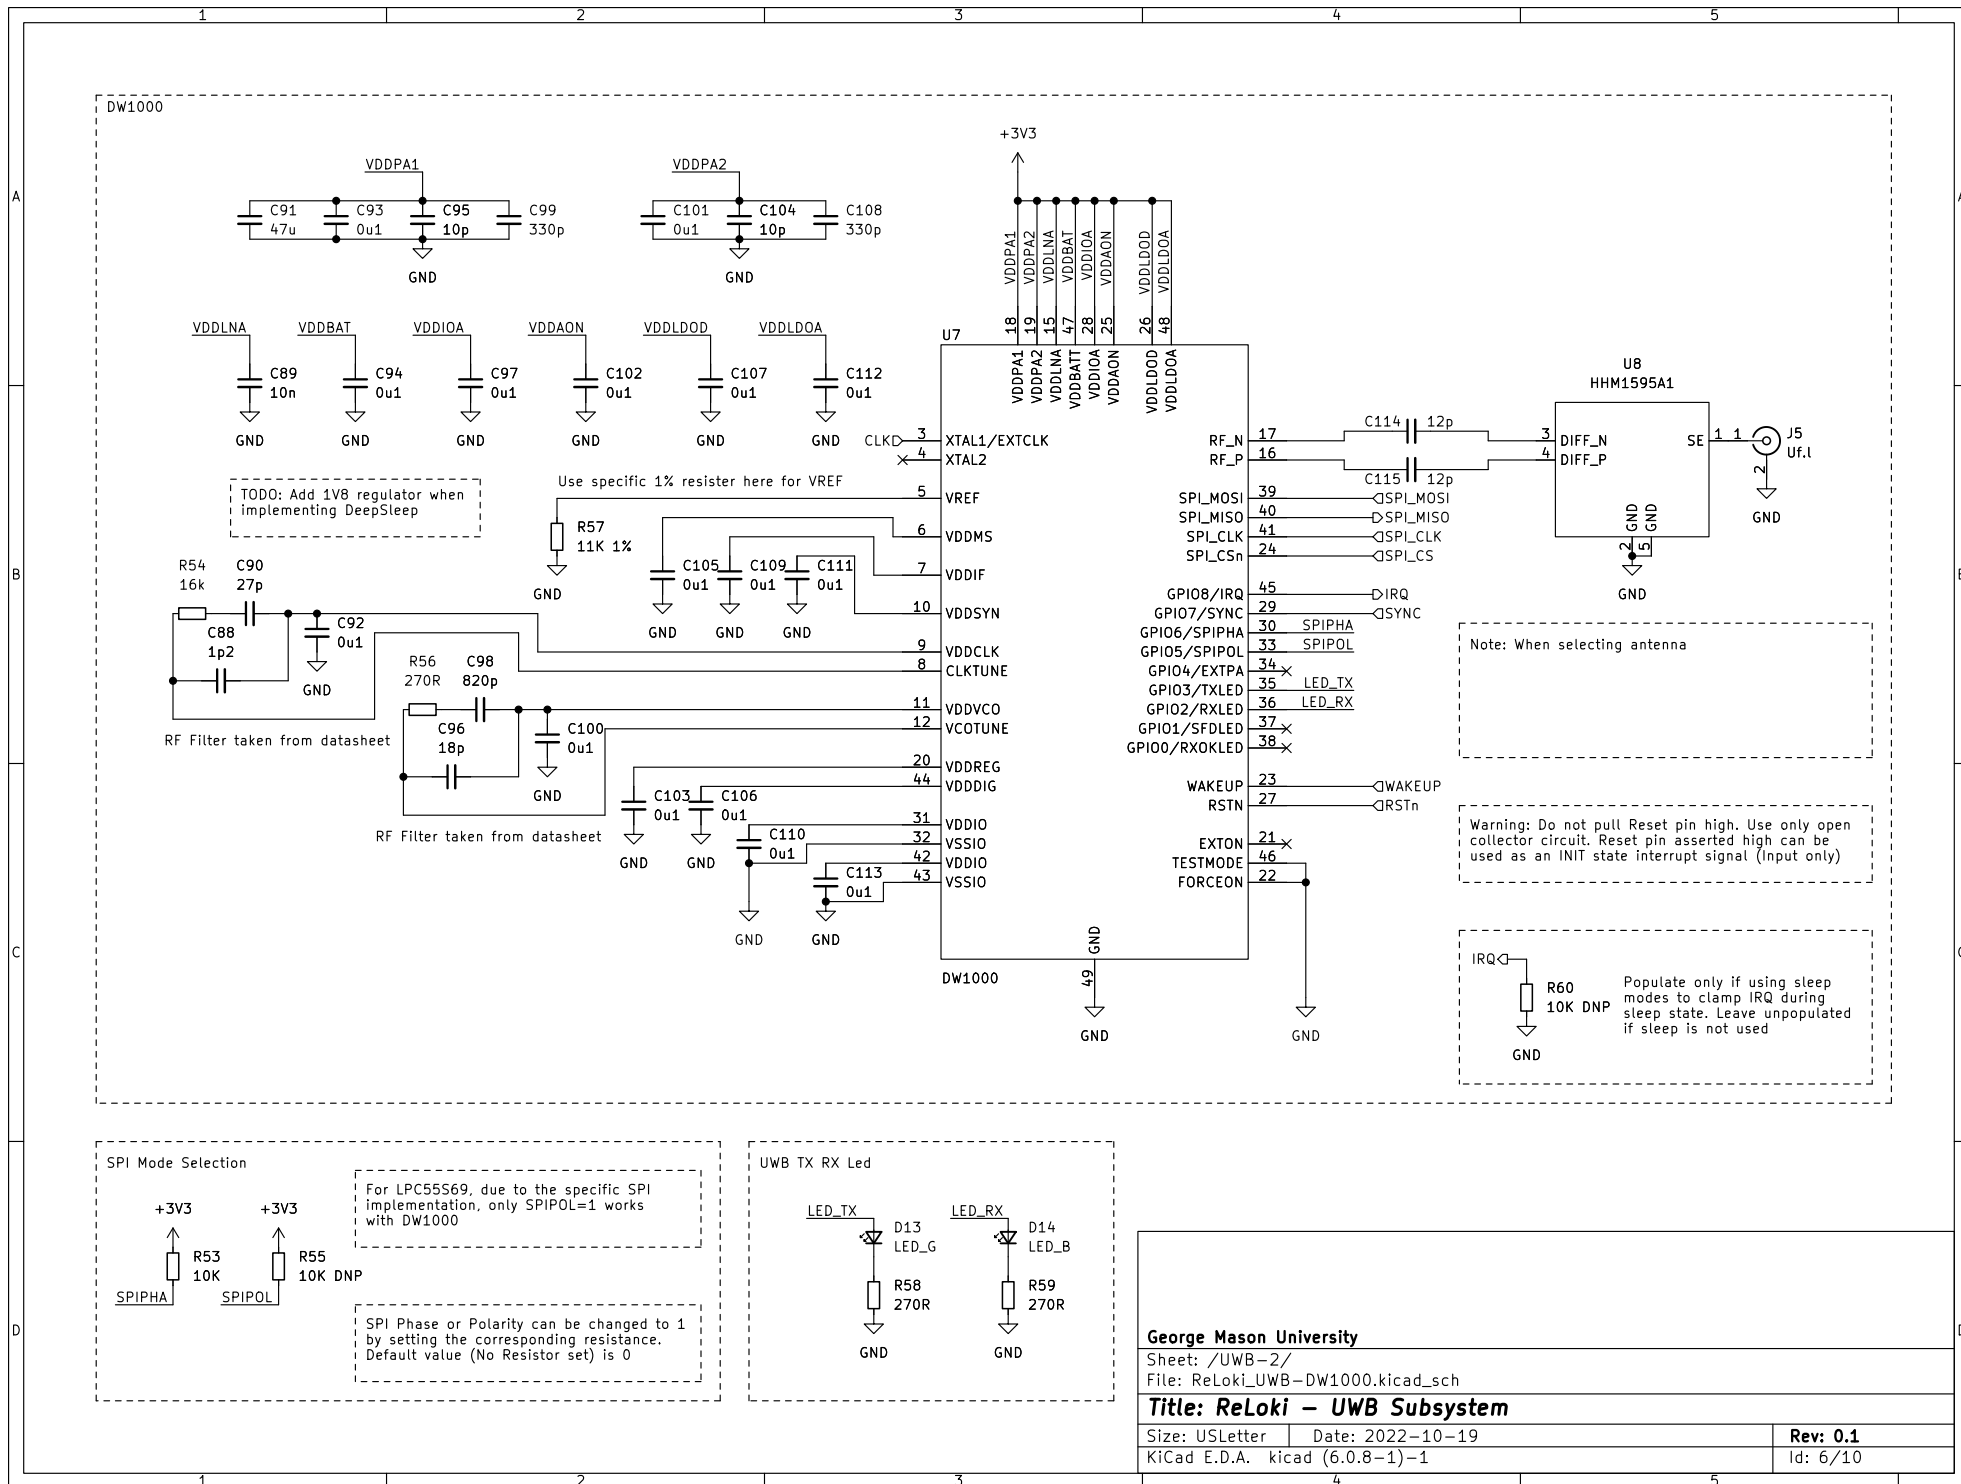 1 2 3 4 5
A
B
C
D
DW1000
VDDPA1
C91
47u
C93
0u1
C95
10p
C99
330p
GND
VDDPA2
C101
0u1
C104
10p
C108
330p
GND
VDDLNA
C89
10n
GND
VDDBAT
C94
0u1
GND
VDDIOA
C97
0u1
GND
VDDAON
C102
0u1
GND
VDDLDOD
C107
0u1
GND
VDDLDOA
C112
0u1
GND
+3V3
VDDPA1
VDDPA2
VDDLNA
VDDBAT
VDDIOA
VDDAON
VDDLDOD
VDDLDOA
18
19
15
47
28
25
26
48
U7
VDDPA1
VDDPA2
VDDLNA
VDDBATT
VDDIOA
VDDAON
VDDLDOD
VDDLDOA
CLK 3 XTAL1/EXTCLK
4 XTAL2
5 VREF
6 VDDMS
7 VDDIF
10 VDDSYN
9 VDDCLK
8 CLKTUNE
11 VDDVCO
12 VCOTUNE
20 VDDREG
44 VDDDIG
31 VDDIO
32 VSSIO
42 VDDIO
43 VSSIO
RF_N 17
RF_P 16
SPI_MOSI 39 SPI_MOSI
SPI_MISO 40 SPI_MISO
SPI_CLK 41 SPI_CLK
SPI_CSn 24 SPI_CS
GPIO8/IRQ 45 IRQ
GPIO7/SYNC 29 SYNC
GPIO6/SPIPHA 30 SPIPHA
GPIO5/SPIPOL 33 SPIPOL
GPIO4/EXTPA 34
GPIO3/TXLED 35 LED_TX
GPIO2/RXLED 36 LED_RX
GPIO1/SFDLED 37
GPIO0/RXOKLED 38
WAKEUP 23 WAKEUP
RSTN 27 RSTn
EXTON 21
TESTMODE 46
FORCEON 22
GND
49
DW1000
GND
GND
TODO: Add 1V8 regulator when
implementing DeepSleep
Use specific 1% resister here for VREF
R57
11K 1%
GND
C105
0u1
GND
C109
0u1
GND
C111
0u1
GND
R54
16k
C90
27p
C88
1p2
C92
0u1
GND
RF Filter taken from datasheet
R56
270R
C98
820p
C96
18p
C100
0u1
GND
RF Filter taken from datasheet
C103
0u1
GND
C106
0u1
GND
C110
0u1
GND
C113
0u1
GND
C114 12p
C115 12p
U8
HHM1595A1
3 DIFF_N
4 DIFF_P
SE 1
GND
GND
2
5
GND
1
J5
Uf.l
2
GND
Note: When selecting antenna
Warning: Do not pull Reset pin high. Use only open
collector circuit. Reset pin asserted high can be
used as an INIT state interrupt signal (Input only)
IRQ
R60
10K DNP
GND
Populate only if using sleep
modes to clamp IRQ during
sleep state. Leave unpopulated
if sleep is not used
SPI Mode Selection
+3V3
R53
10K
SPIPHA
+3V3
R55
10K DNP
SPIPOL
For LPC55S69, due to the specific SPI
implementation, only SPIPOL=1 works
with DW1000
SPI Phase or Polarity can be changed to 1
by setting the corresponding resistance.
Default value (No Resistor set) is 0
UWB TX RX Led
LED_TX
D13
LED_G
R58
270R
GND
LED_RX
D14
LED_B
R59
270R
GND
George Mason University
Sheet: /UWB-2/
File: ReLoki_UWB-DW1000.kicad_sch
Title: ReLoki - UWB Subsystem
Size: USLetter Date: 2022-10-19 Rev: 0.1
KiCad E.D.A. kicad (6.0.8-1)-1 Id: 6/10
1 2 3 4 5